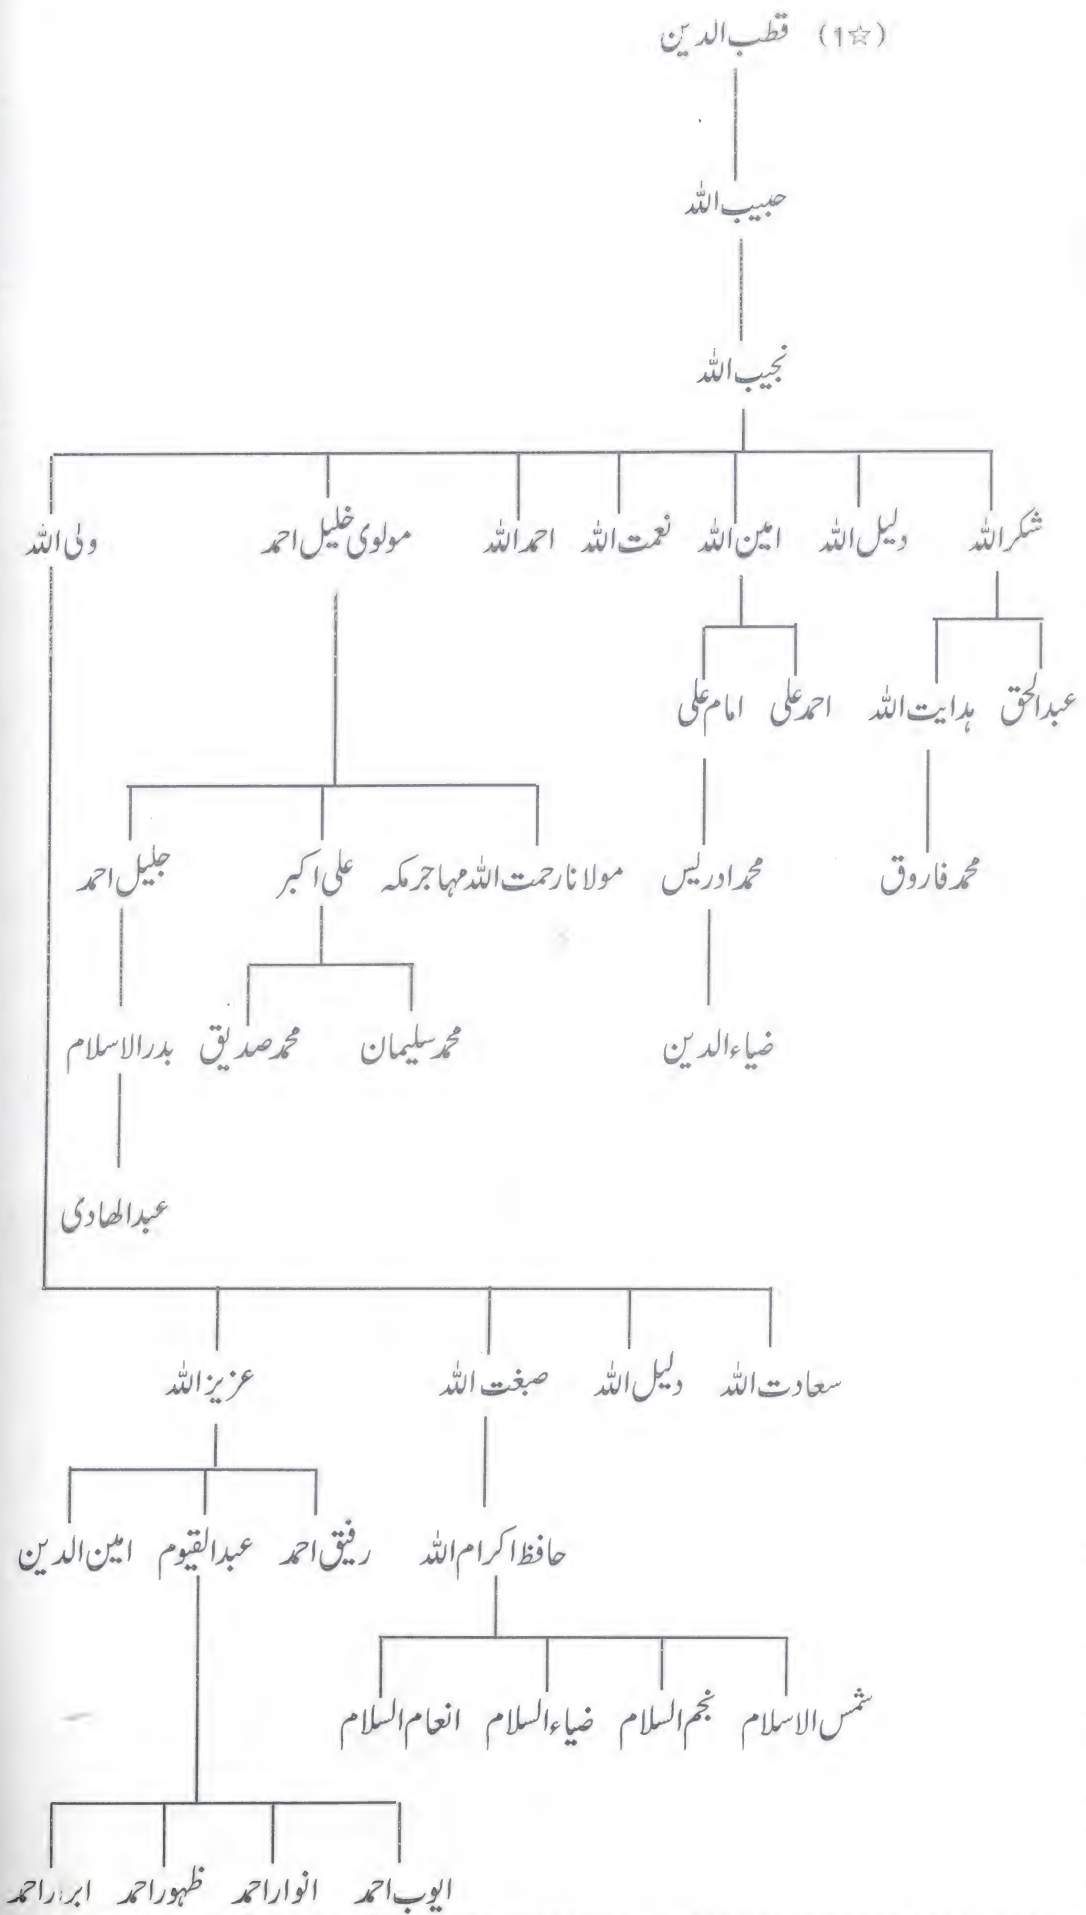 (☆1) قطب الدین
حبیب اللہ
نجیب اللہ
شکر اللہ دلیل اللہ امین اللہ نعمت اللہ احمد اللہ مولوی خلیل احمد ولی اللہ
عبدالحق ہدایت اللہ احمد علی امام علی
محمد فاروق محمد ادریس مولانا رحمت اللہ مہاجر مکہ علی اکبر جلیل احمد
ضیاء الدین محمد سلیمان محمد صدیق بدرالاسلام
عبدالھادی
سعادت اللہ دلیل اللہ صبغت اللہ عزیز اللہ
حافظ اکرام اللہ رفیق احمد عبدالقیوم امین الدین
شمس الاسلام نجم السلام ضیاء السلام انعام السلام
ایوب احمد انوار احمد ظہور احمد ابرار احمد